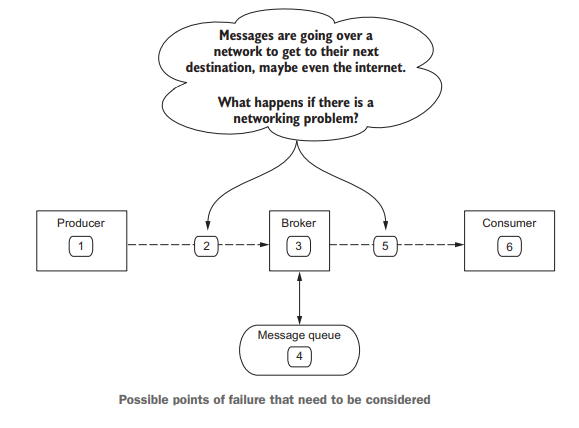 Messages are going over a
network to get to their next
destination, maybe even the internet.
What happens if there is a
networking problem?
Producer
1
2
Broker
3
5
Consumer
6
Message queue
4
Possible points of failure that need to be considered